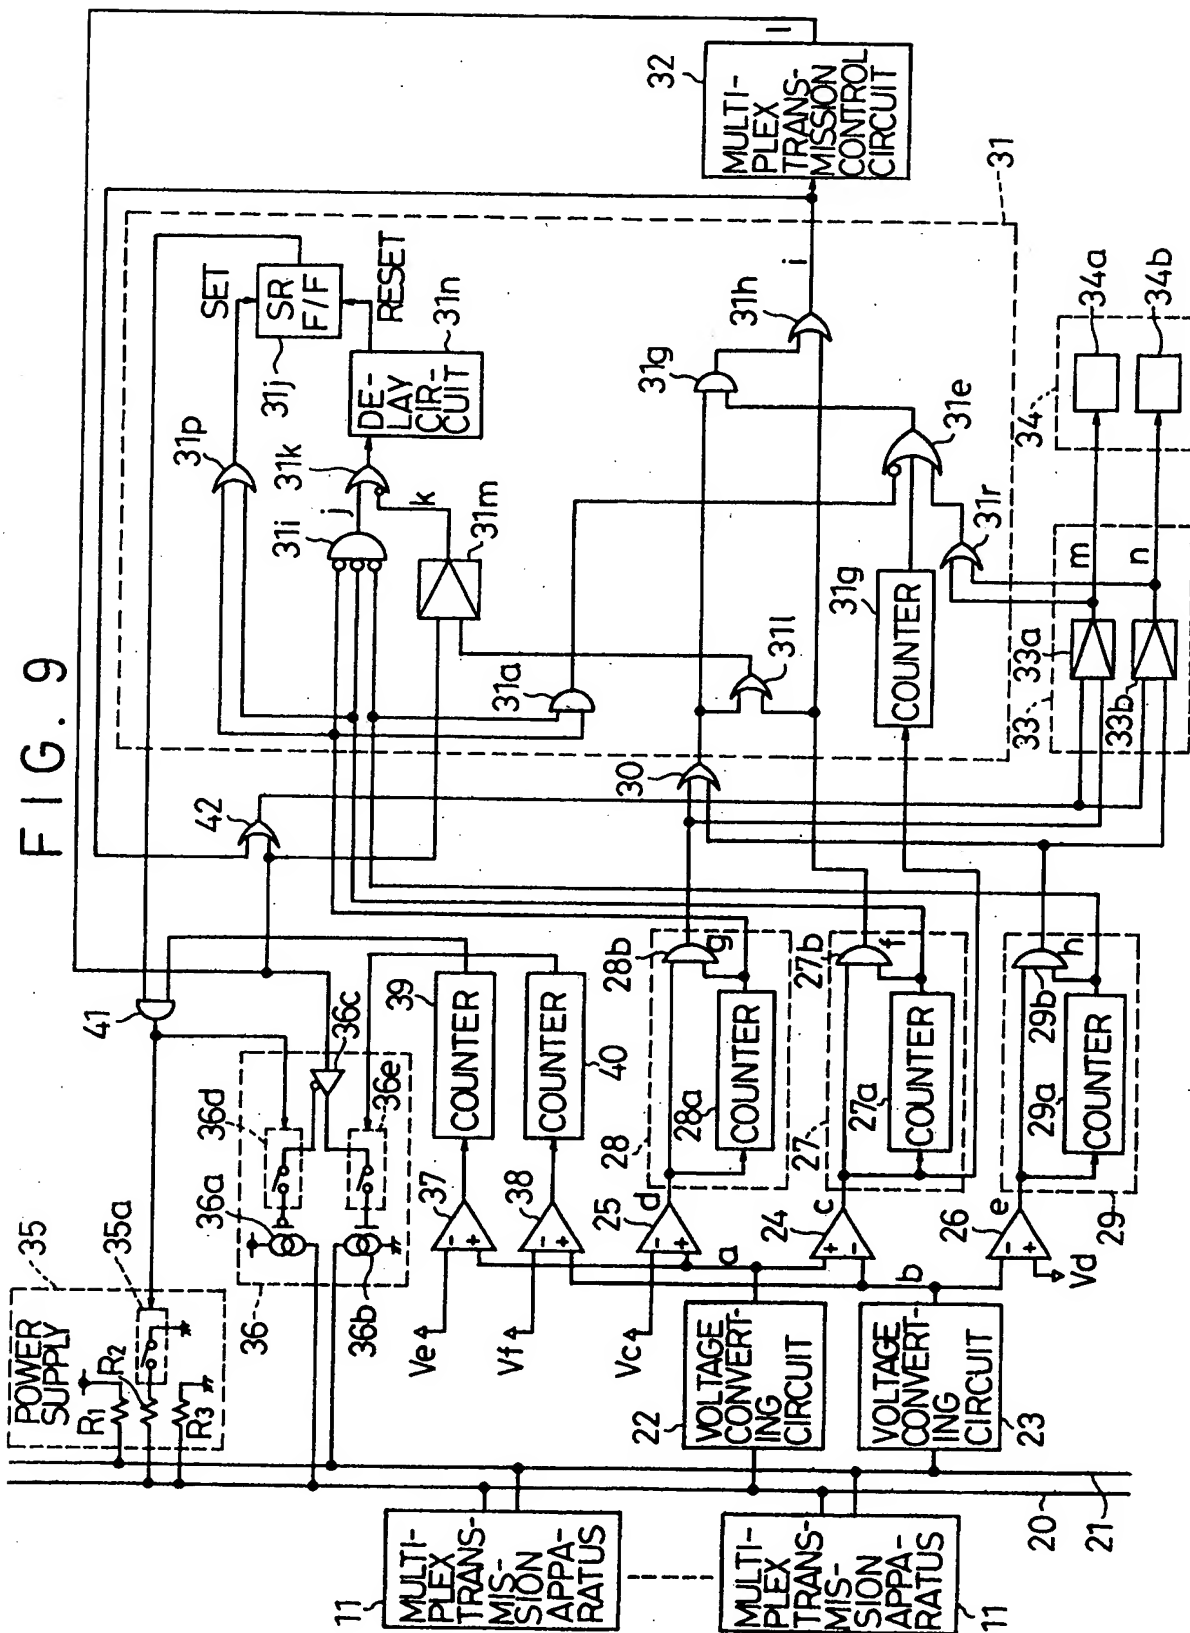 FIG. 9
POWER
SUPPLY
35
R1
R2
R3
35a
41
42
36
36a
36b
36c
36d
36e
Ve
Vf
Vc
Vd
37
38
39
COUNTER
40
COUNTER
22
VOLTAGE
CONVERT-
ING
CIRCUIT
23
VOLTAGE
CONVERT-
ING
CIRCUIT
a
b
25
d
24
c
26
e
28
28a
COUNTER
28b
g
27
27a
COUNTER
27b
f
29
29a
COUNTER
29b
h
30
11
MULTI-
PLEX
TRANS-
MIS-
SION
APPA-
RATUS
11
MULTI-
PLEX
TRANS-
MIS-
SION
APPA-
RATUS
20
21
SET
SR
F/F
31j
RESET
DE-
LAY
CIR-
CUIT
31n
31p
31k
31i
j
k
31m
31a
31l
31g
31h
i
31e
31g
COUNTER
31r
31
32
MULTI-
PLEX
TRANS-
MISSION
CONTROL
CIRCUIT
l
33
33a
33b
m
n
34
34a
34b